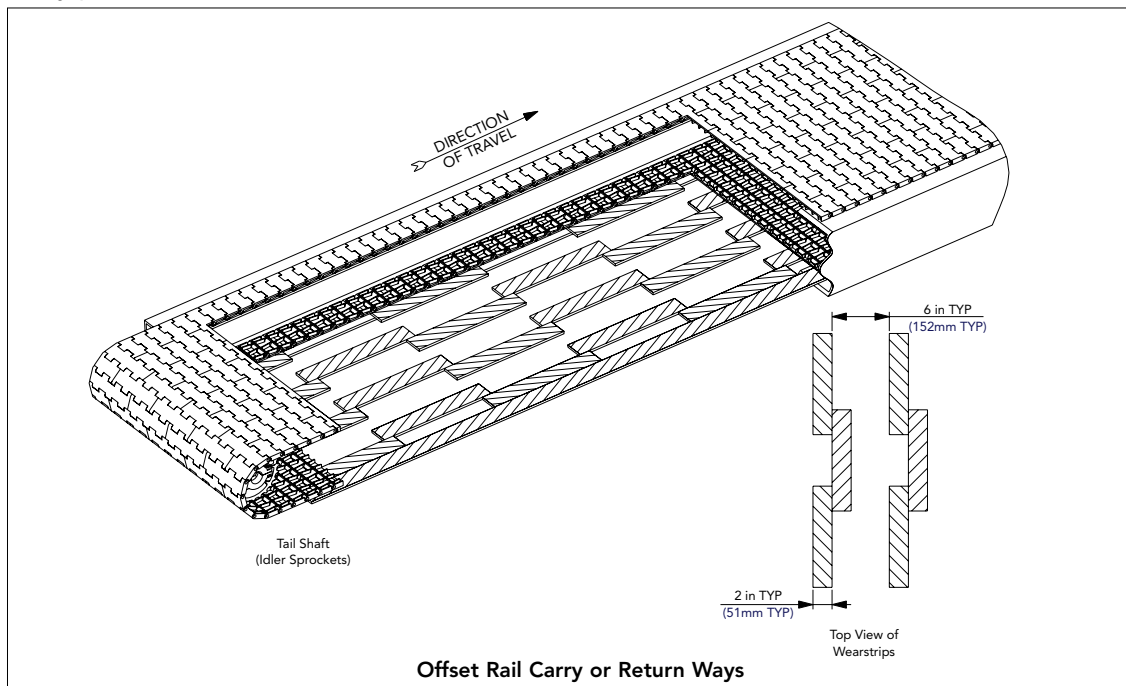 DIRECTION
OF TRAVEL
6 in TYP
(152mm TYP)
Tail Shaft
(Idler Sprockets)
2 in TYP
(51mm TYP)
Top View of
Wearstrips
Offset Rail Carry or Return Ways